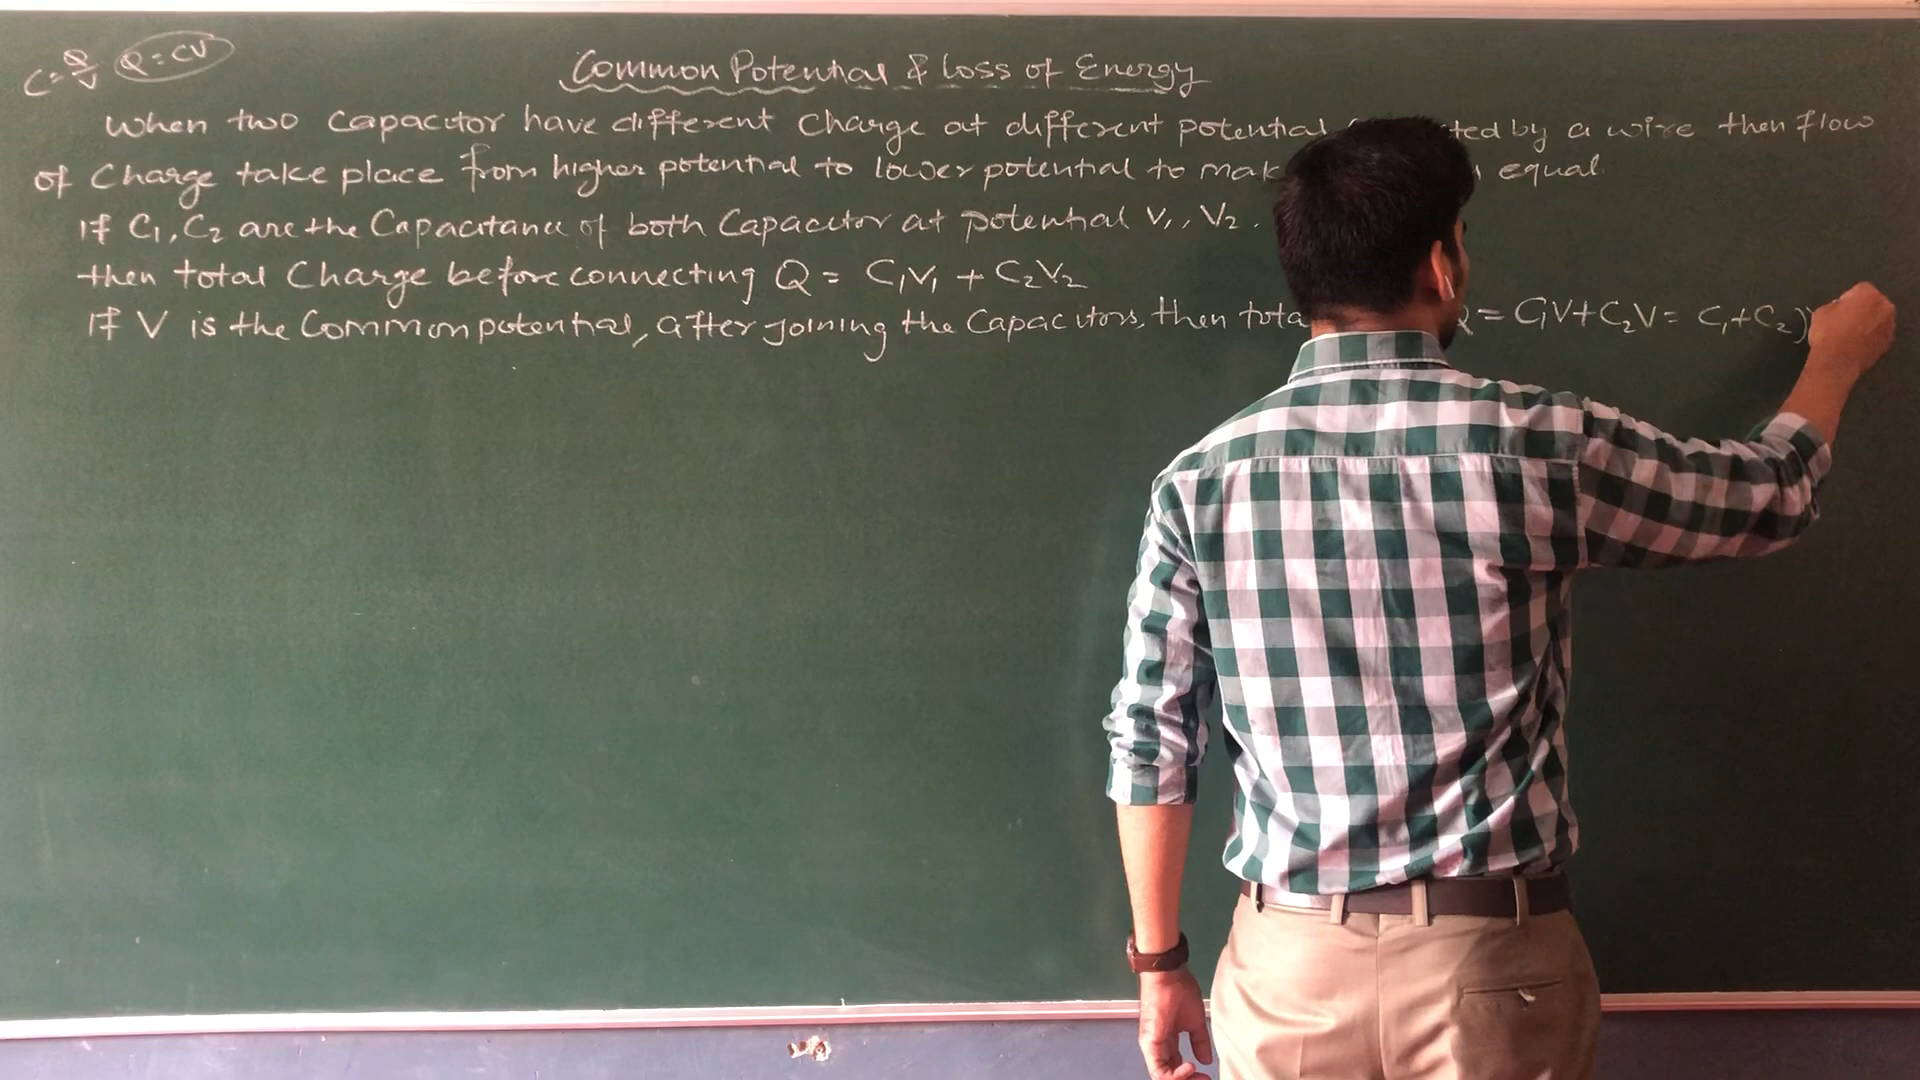 C = Q/V Q = CV
Common Potential & Loss of Energy
When two Capacitor have different Charge at different potential by a wire then flow
of Charge take place from higher potential to lower potential to equal.
If C₁, C₂ are the Capacitance of both Capacitor at potential V₁, V₂.
then total Charge before connecting Q = C₁V₁ + C₂V₂
If V is the Common potential, after joining the Capacitors, then = C₁V + C₂V = C₁+C₂)